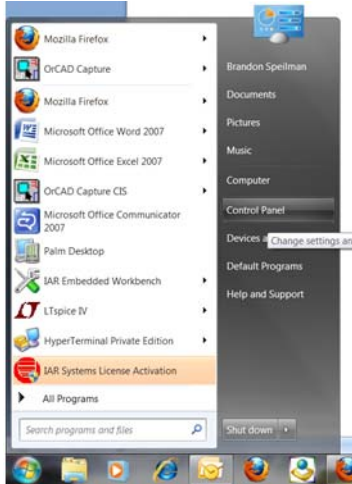 Mozilla Firefox
OrCAD Capture
Mozilla Firefox
Microsoft Office Word 2007
Microsoft Office Excel 2007
OrCAD Capture CIS
Microsoft Office Communicator
2007
Palm Desktop
IAR Embedded Workbench
LTspice IV
HyperTerminal Private Edition
IAR Systems License Activation
All Programs
Search programs and files
Brandon Speilman
Documents
Pictures
Music
Computer
Control Panel
Devices a
Change settings an
Default Programs
Help and Support
Shut down